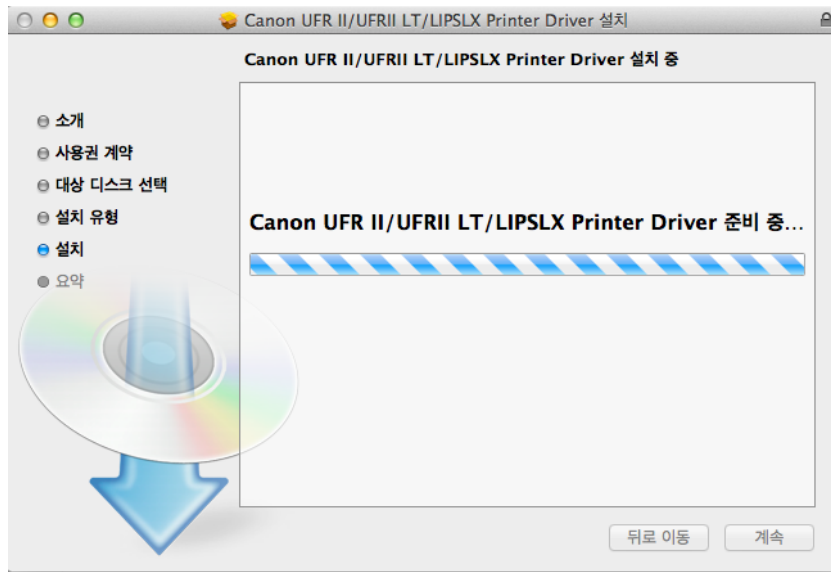 Canon UFR II/UFRII LT/LIPSLX Printer Driver 설치
Canon UFR II/UFRII LT/LIPSLX Printer Driver 설치 중
소개
사용권 계약
대상 디스크 선택
설치 유형
설치
요약
Canon UFR II/UFRII LT/LIPSLX Printer Driver 준비 중...
뒤로 이동
계속